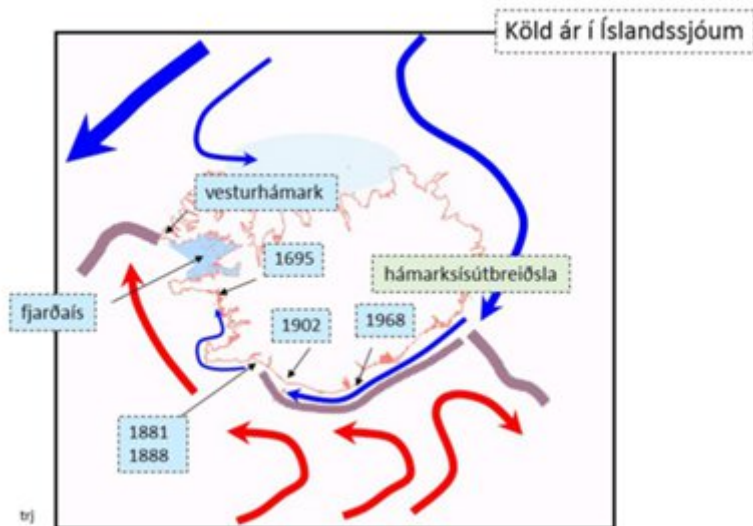 Köld ár í Íslandssjóum
vesturhámark
1695
hámarksísútbreiðsla
fjarðaís
1902
1968
1881
1888
trj